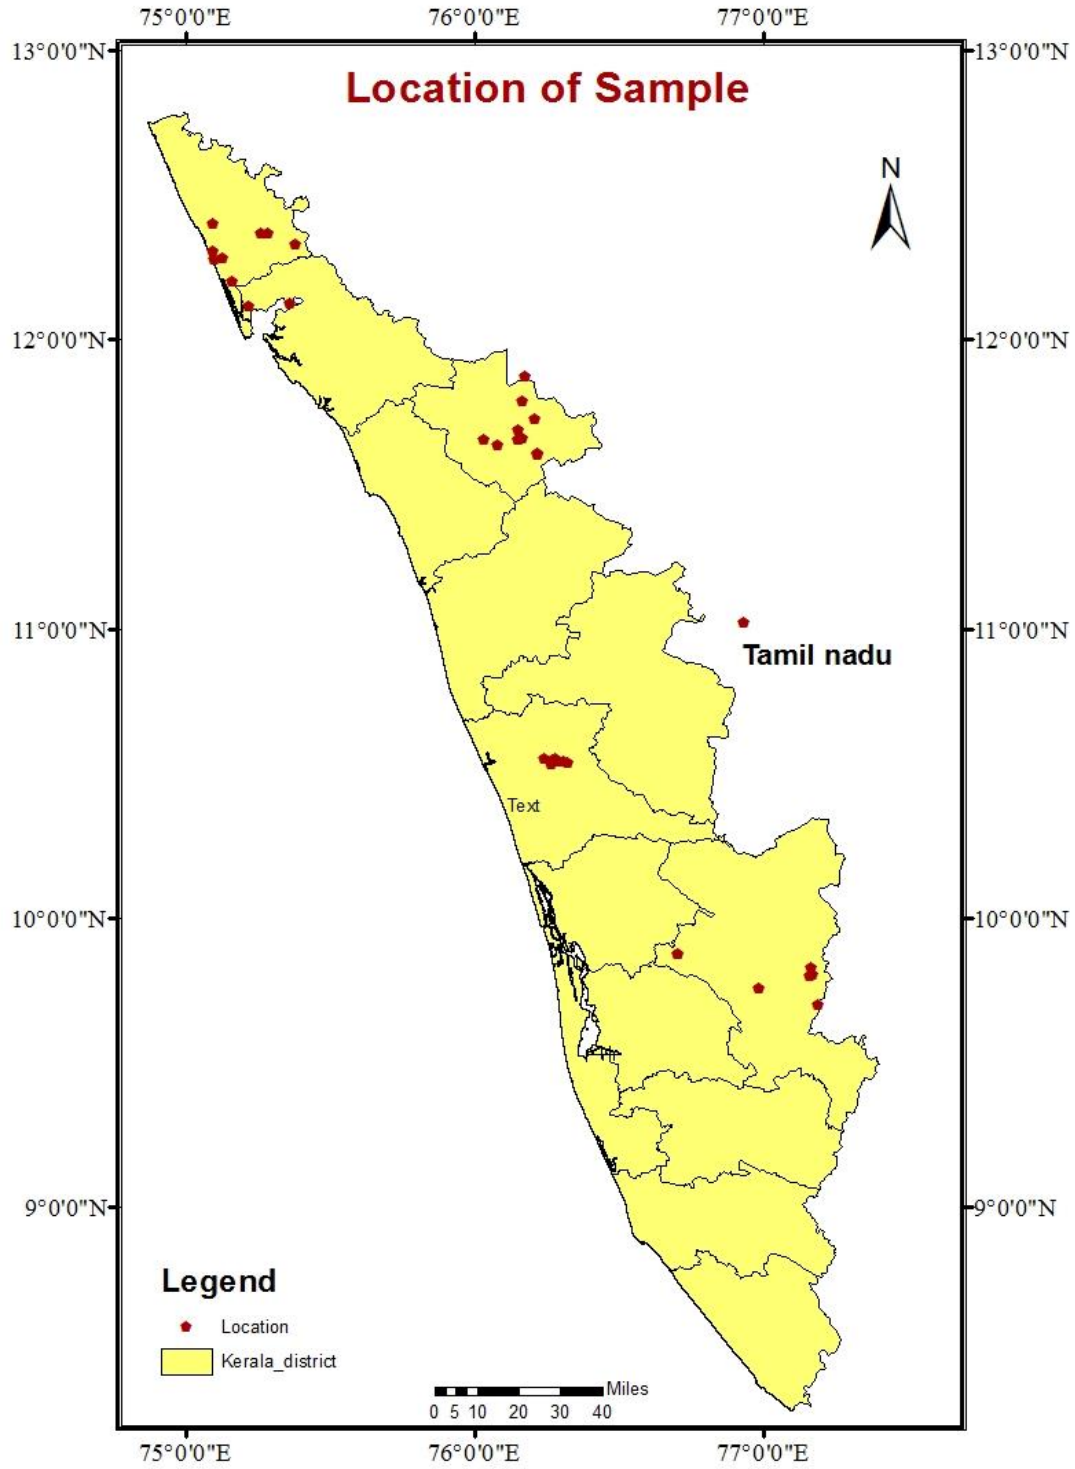 75°0'0"E 76°0'0"E 77°0'0"E
13°0'0"N 13°0'0"N
Location of Sample
N
12°0'0"N 12°0'0"N
11°0'0"N 11°0'0"N
Tamil nadu
Text
10°0'0"N 10°0'0"N
9°0'0"N 9°0'0"N
Legend
Location
Kerala_district
Miles
0 5 10 20 30 40
75°0'0"E 76°0'0"E 77°0'0"E